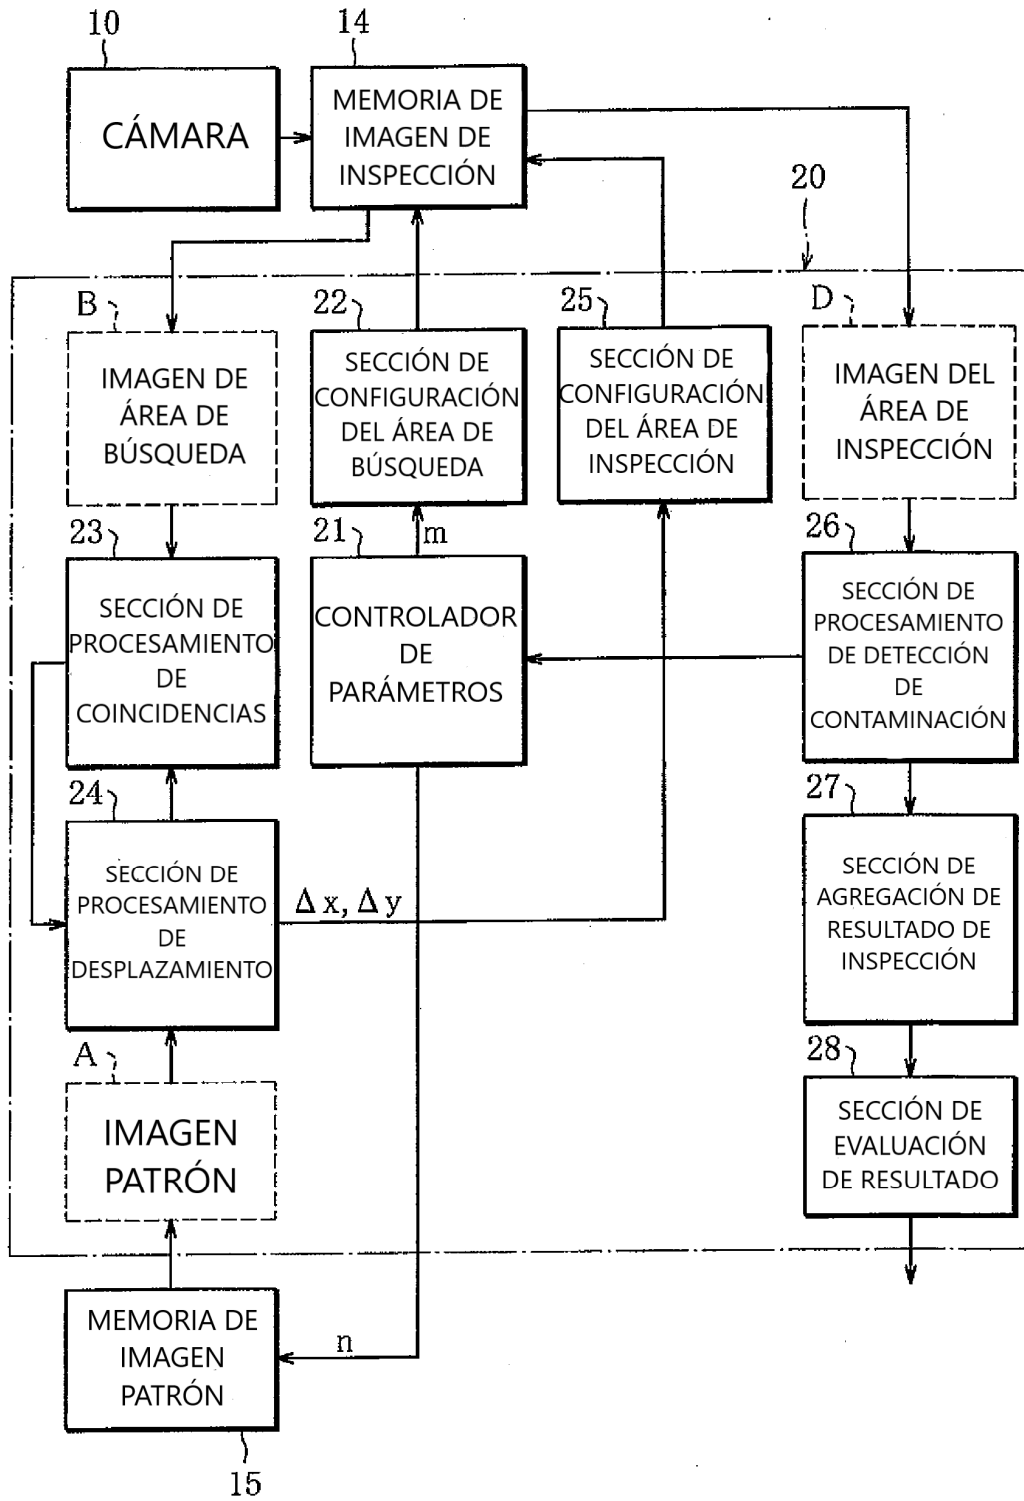 10
14
CÁMARA
MEMORIA DE
IMAGEN DE
INSPECCIÓN
20
B
IMAGEN DE
ÁREA DE
BÚSQUEDA
22
SECCIÓN DE
CONFIGURACIÓN
DEL ÁREA DE
BÚSQUEDA
25
SECCIÓN DE
CONFIGURACIÓN
DEL ÁREA DE
INSPECCIÓN
D
IMAGEN DEL
ÁREA DE
INSPECCIÓN
23
SECCIÓN DE
PROCESAMIENTO
DE
COINCIDENCIAS
21
m
CONTROLADOR
DE
PARÁMETROS
26
SECCIÓN DE
PROCESAMIENTO
DE DETECCIÓN
DE
CONTAMINACIÓN
24
SECCIÓN DE
PROCESAMIENTO
DE
DESPLAZAMIENTO
Δx, Δy
27
SECCIÓN DE
AGREGACIÓN DE
RESULTADO DE
INSPECCIÓN
A
IMAGEN
PATRÓN
28
SECCIÓN DE
EVALUACIÓN
DE RESULTADO
MEMORIA DE
IMAGEN
PATRÓN
n
15